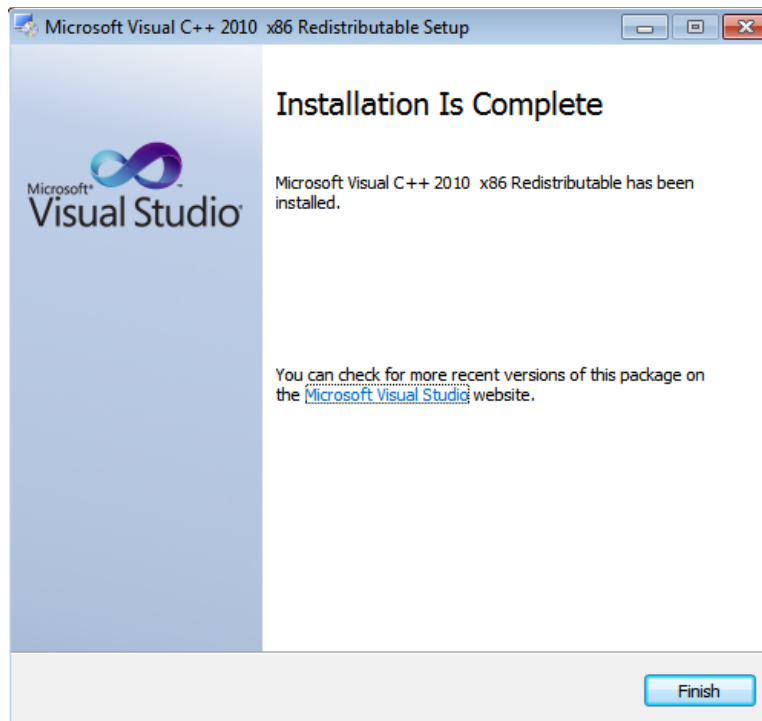 Microsoft Visual C++ 2010  x86 Redistributable Setup
Installation Is Complete
Microsoft®
Visual Studio®
Microsoft Visual C++ 2010  x86 Redistributable has been
installed.
You can check for more recent versions of this package on
the Microsoft Visual Studio website.
Finish